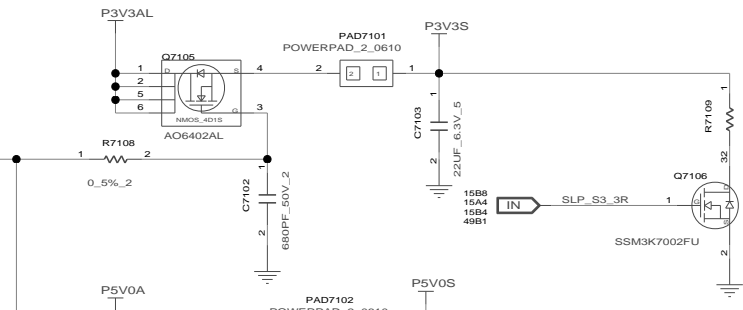 P3V3AL
PAD7101
POWERPAD_2_0610
P3V3S
Q7105
1
D
S
4
2
2
1
1
2
5
6
G
3
NMOS_4D1S
AO6402AL
1
C7103
22UF_6.3V_5
2
1
R7109
32
R7108
1
2
0_5%_2
1
C7102
680PF_50V_2
2
Q7106
15B8
15A4
15B4
49B1
IN
SLP_S3_3R
1
G
D
S
SSM3K7002FU
2
P5V0A
PAD7102
P5V0S